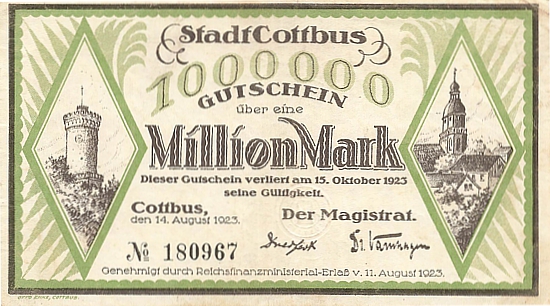 Stadt Cottbus
1000000
GUTSCHEIN
über eine
Million Mark
Dieser Gutschein verliert am 15. Oktober 1923
seine Gültigkeit.
Cottbus, Der Magistrat.
den 14. August 1923.
№ 180967
Genehmigt durch Reichsfinanzministerial-Erlaß v. 11. August 1923.